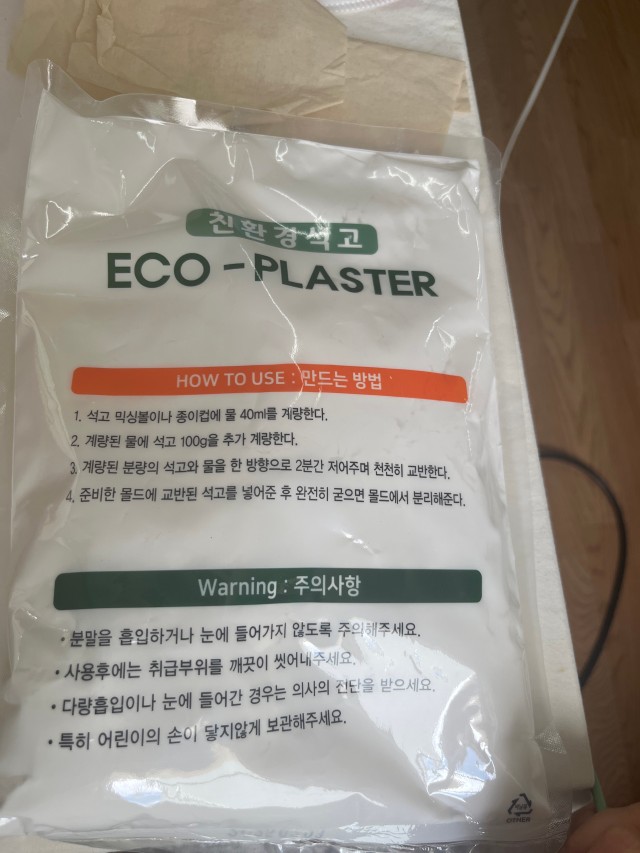 친환경석고
ECO - PLASTER
HOW TO USE : 만드는 방법
1. 석고 믹싱볼이나 종이컵에 물 40ml를 계량한다.
2. 계량된 물에 석고 100g을 추가 계량한다.
3. 계량된 분량의 석고와 물을 한 방향으로 2분간 저어주며 천천히 교반한다.
4. 준비한 몰드에 교반된 석고를 넣어준 후 완전히 굳으면 몰드에서 분리해준다.
Warning : 주의사항
• 분말을 흡입하거나 눈에 들어가지 않도록 주의해주세요.
• 사용후에는 취급부위를 깨끗이 씻어내주세요.
• 다량흡입이나 눈에 들어간 경우는 의사의 진단을 받으세요.
• 특히 어린이의 손이 닿지않게 보관해주세요.
OTHER